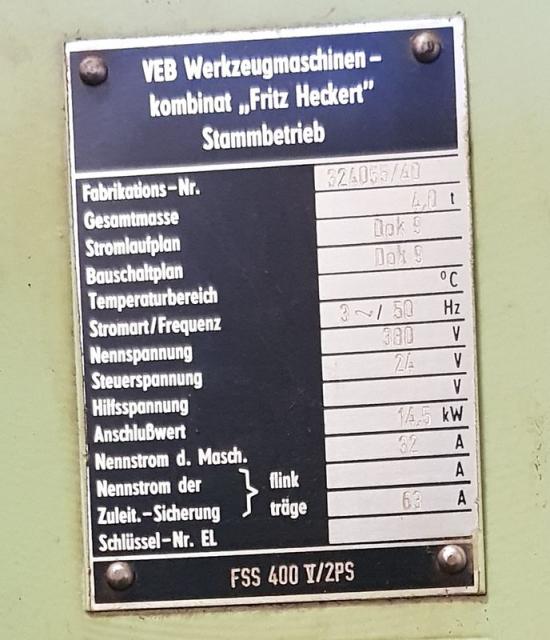 VEB Werkzeugmaschinen-
kombinat „Fritz Heckert”
Stammbetrieb
Fabrikations-Nr. 324055/40
Gesamtmasse 4,0 t
Stromlaufplan Dok 9
Bauschaltplan Dok 9
Temperaturbereich °C
Stromart/Frequenz 3~/ 50 Hz
Nennspannung 380 V
Steuerspannung 24 V
Hilfsspannung V
Anschlußwert 14,5 kW
Nennstrom d. Masch. 32 A
Nennstrom der flink A
Zuleit.-Sicherung träge 63 A
Schlüssel-Nr. EL
FSS 400 V/2PS